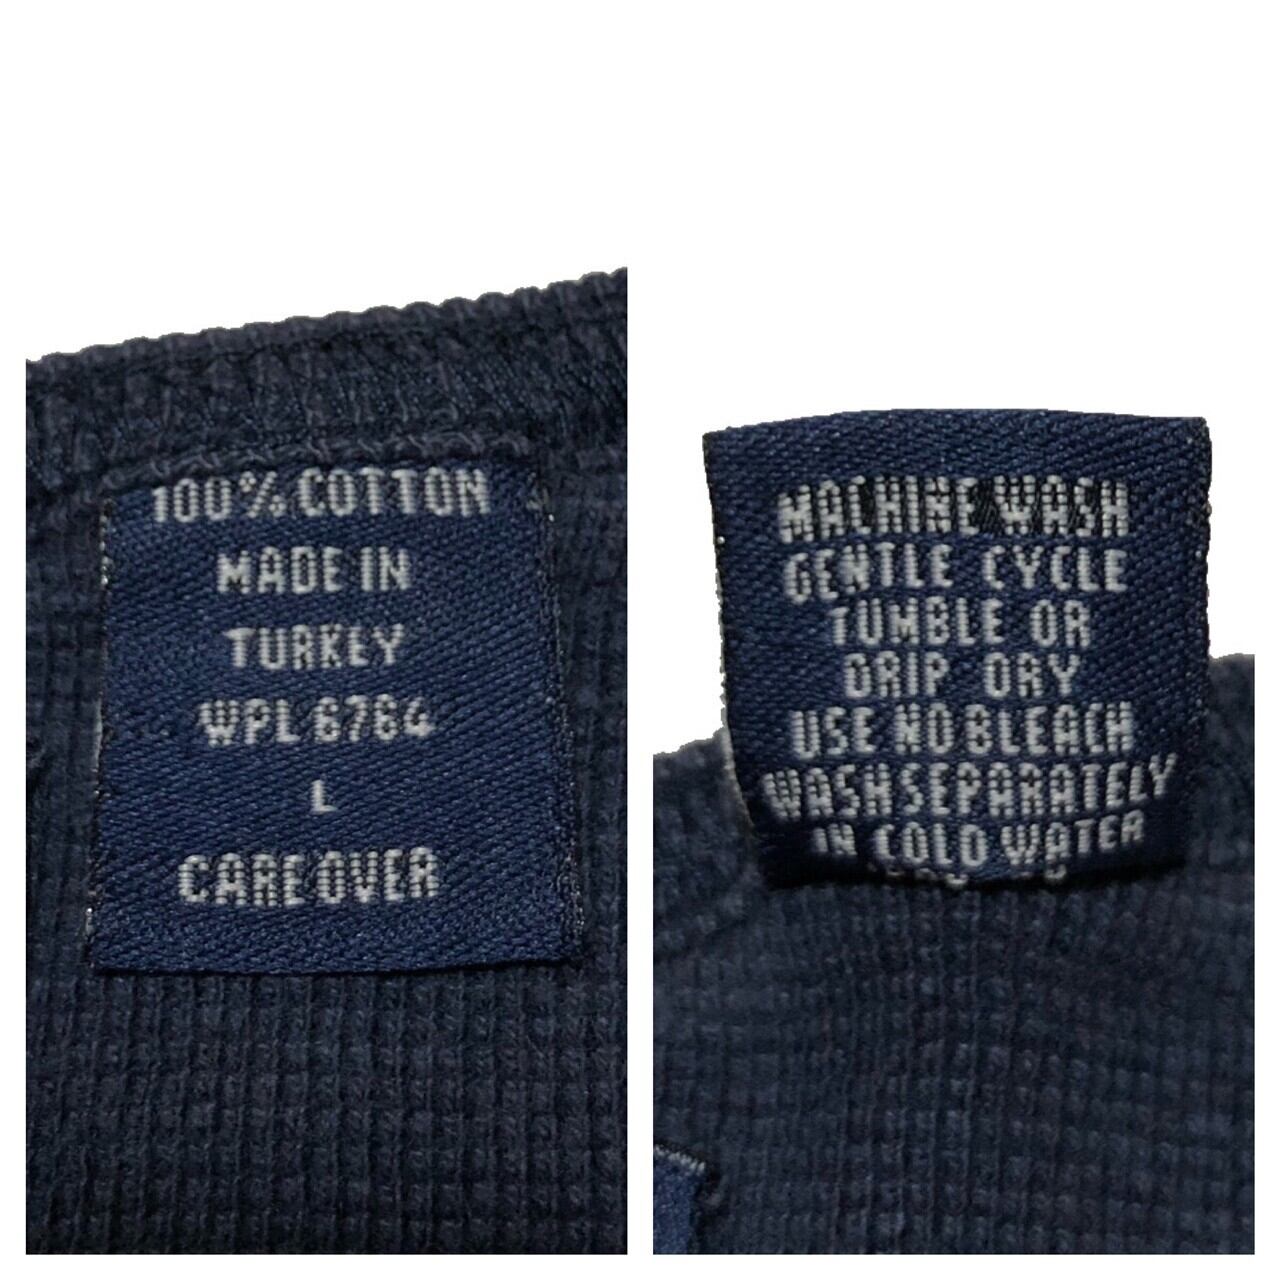 100% COTTON
MADE IN
TURKEY
WPL 6784
L
CARE OVER
MACHINE WASH
GENTLE CYCLE
TUMBLE OR
DRIP DRY
USE NO BLEACH
WASH SEPARATELY
IN COLD WATER